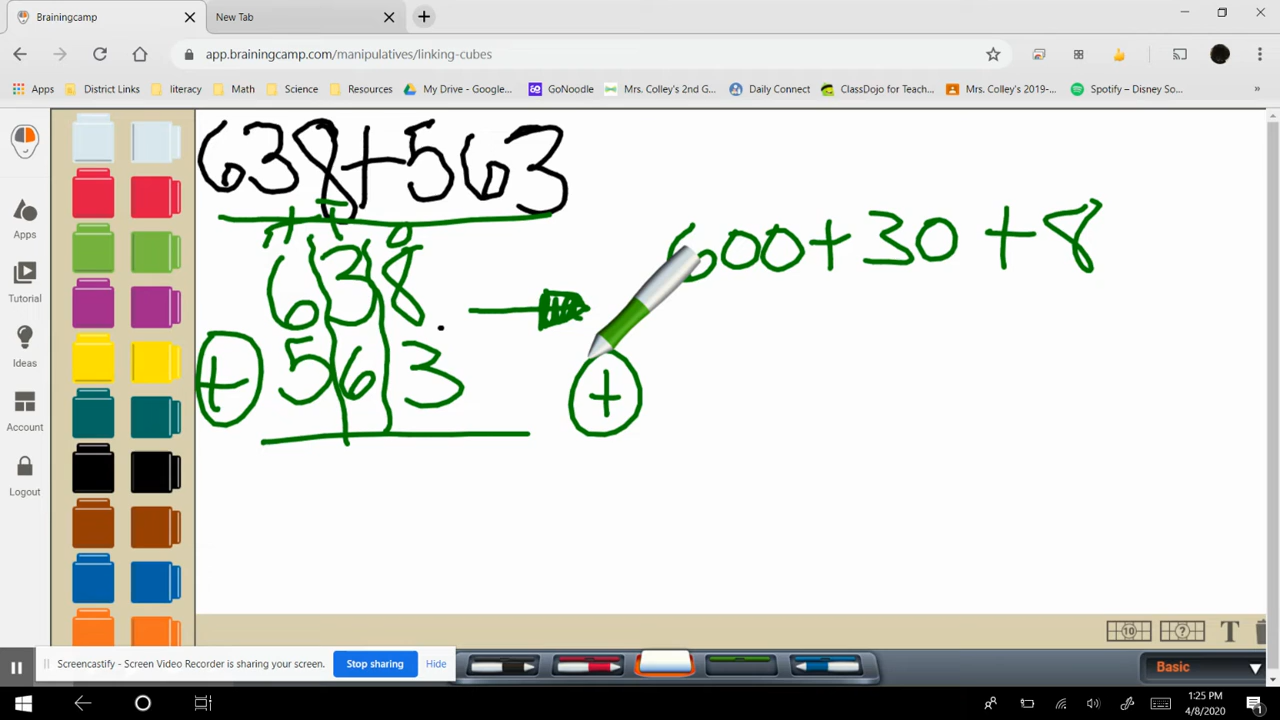 Brainingcamp
New Tab
app.brainingcamp.com/manipulatives/linking-cubes
Apps
District Links
literacy
Math
Science
Resources
My Drive - Google...
GoNoodle
Mrs. Colley's 2nd G...
Daily Connect
ClassDojo for Teach...
Mrs. Colley's 2019-...
Spotify – Disney So...
»
638+563
H T O
638
600+30+8
+ 563
+
Apps
Tutorial
Ideas
Account
Logout
10
?
T
Screencastify - Screen Video Recorder is sharing your screen.
Stop sharing
Hide
Basic
1:25 PM
4/8/2020
1